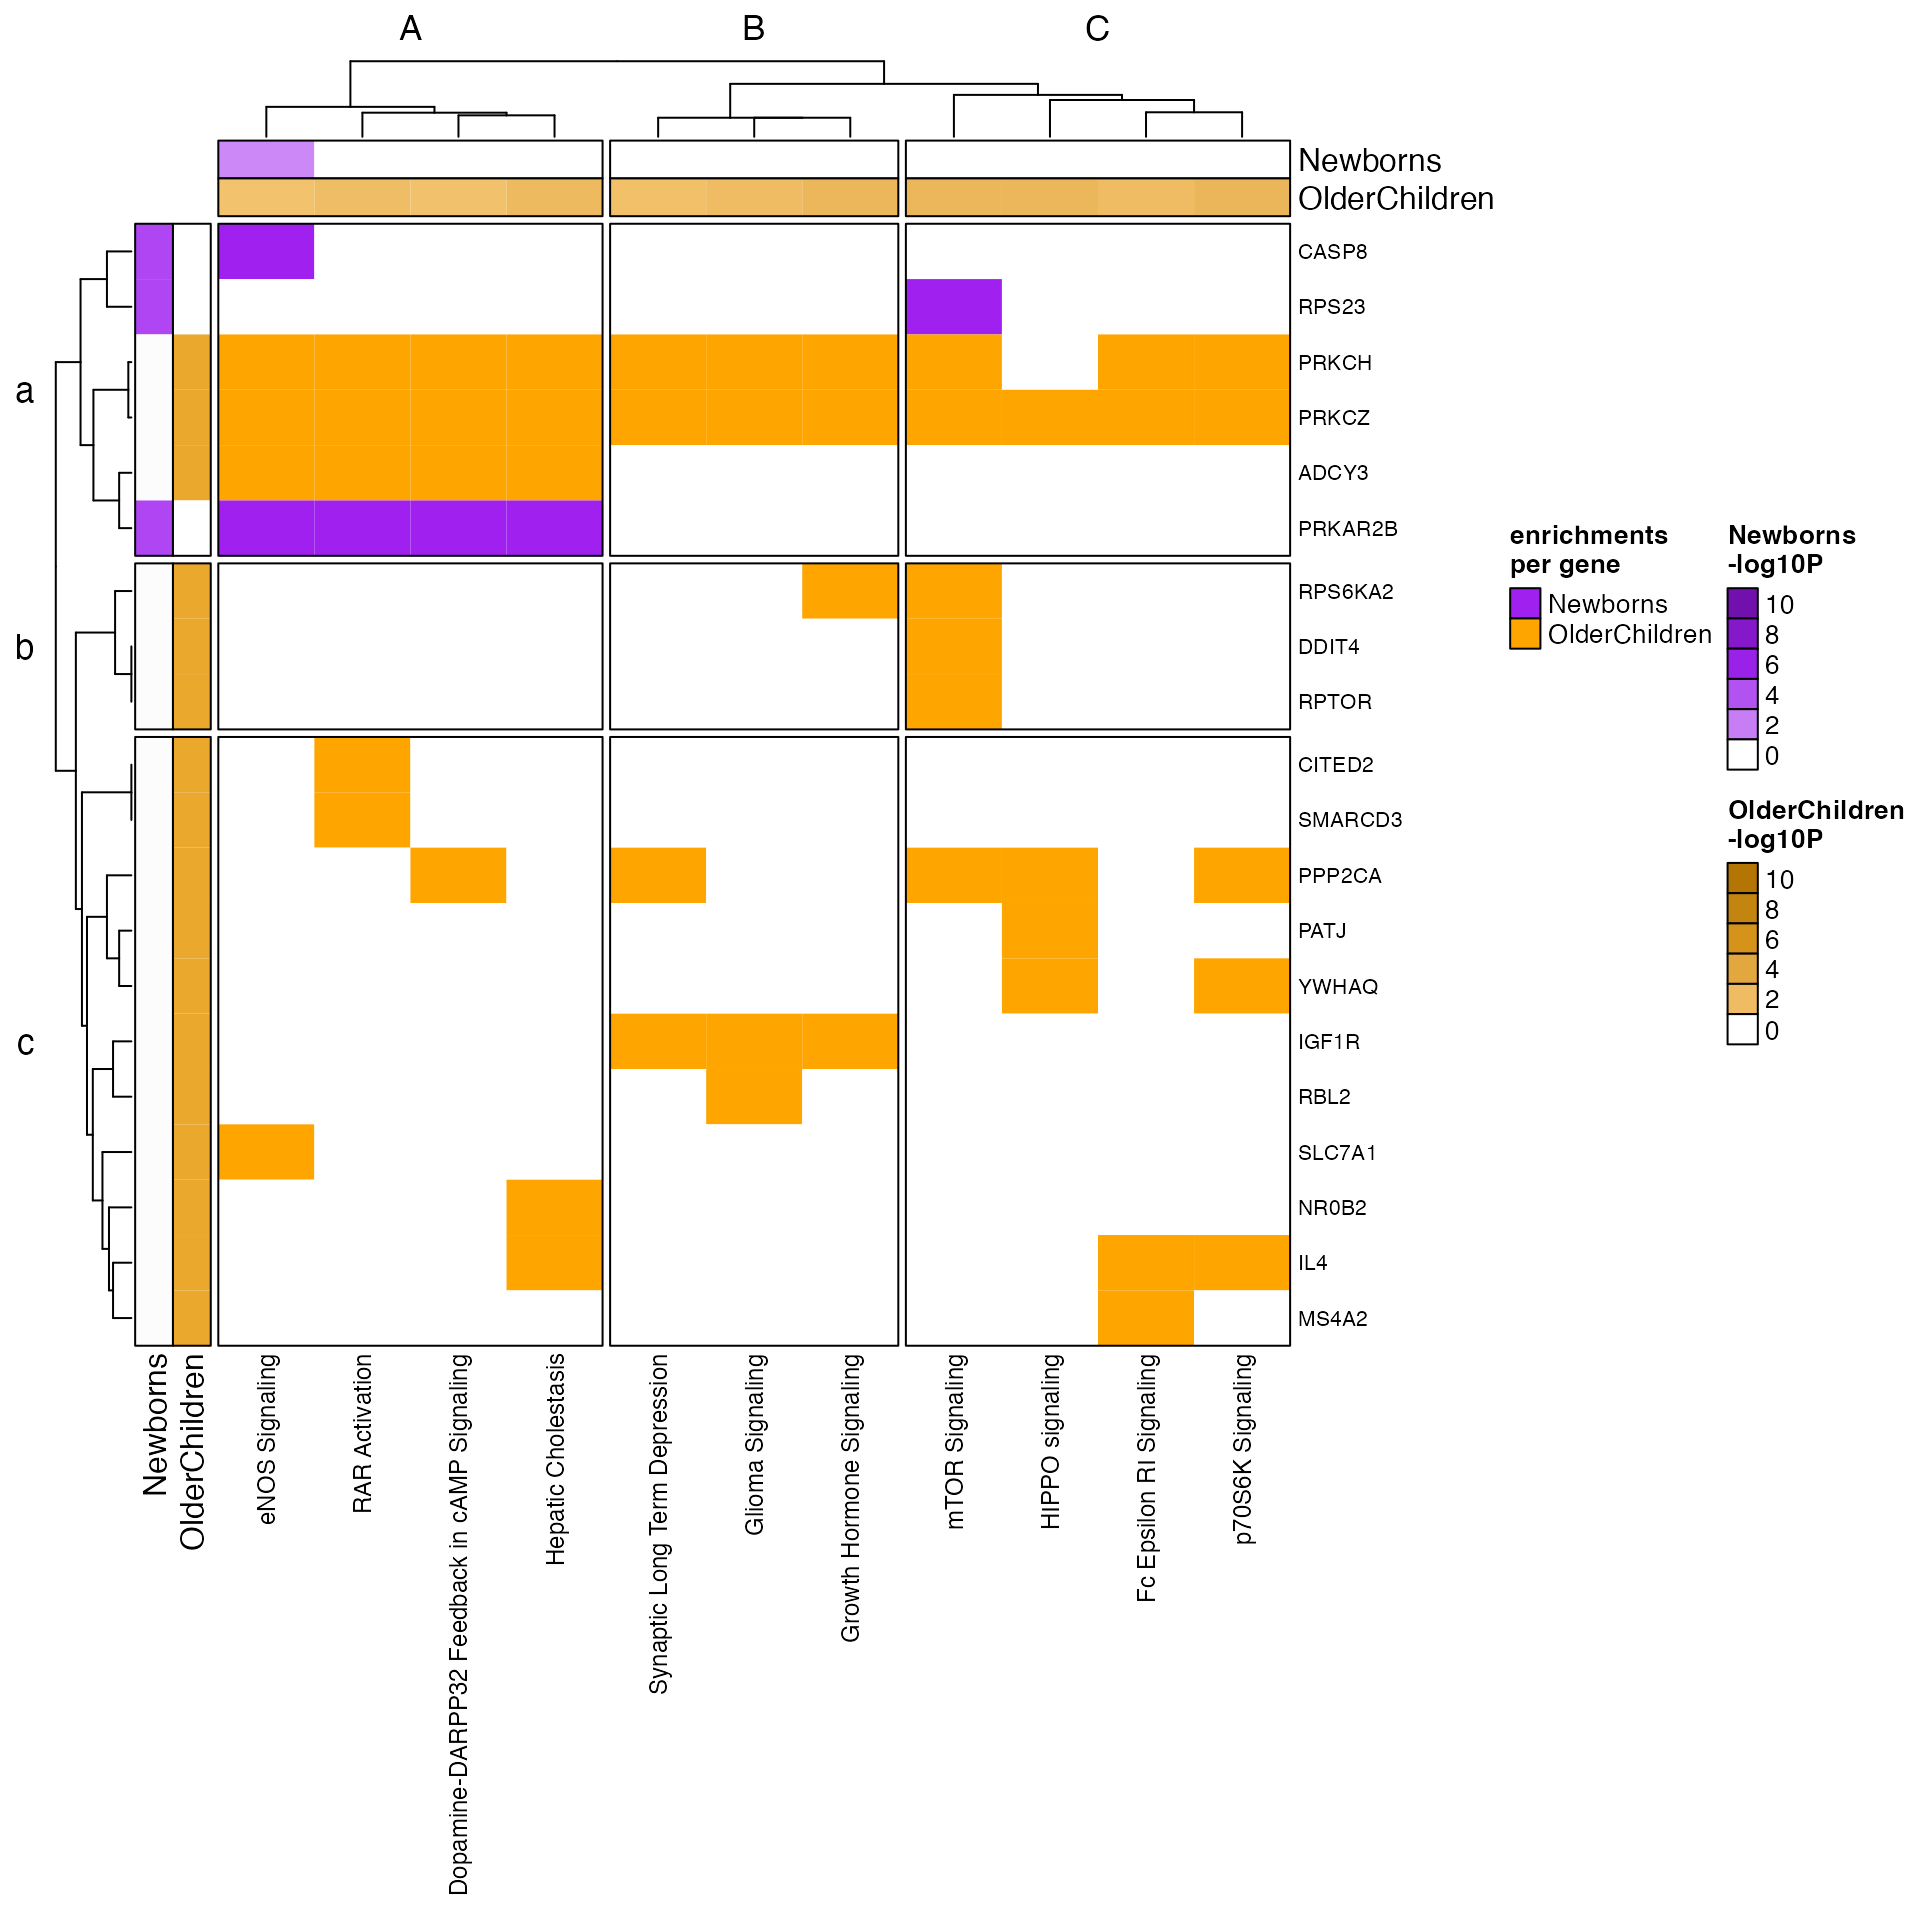 A
B
C
Newborns
OlderChildren
a
b
c
CASP8
RPS23
PRKCH
PRKCZ
ADCY3
PRKAR2B
RPS6KA2
DDIT4
RPTOR
CITED2
SMARCD3
PPP2CA
PATJ
YWHAQ
IGF1R
RBL2
SLC7A1
NR0B2
IL4
MS4A2
enrichments
per gene
Newborns
OlderChildren
Newborns
-log10P
10
8
6
4
2
0
OlderChildren
-log10P
10
8
6
4
2
0
Newborns
OlderChildren
eNOS Signaling
RAR Activation
Dopamine-DARPP32 Feedback in cAMP Signaling
Hepatic Cholestasis
Synaptic Long Term Depression
Glioma Signaling
Growth Hormone Signaling
mTOR Signaling
HIPPO signaling
Fc Epsilon RI Signaling
p70S6K Signaling